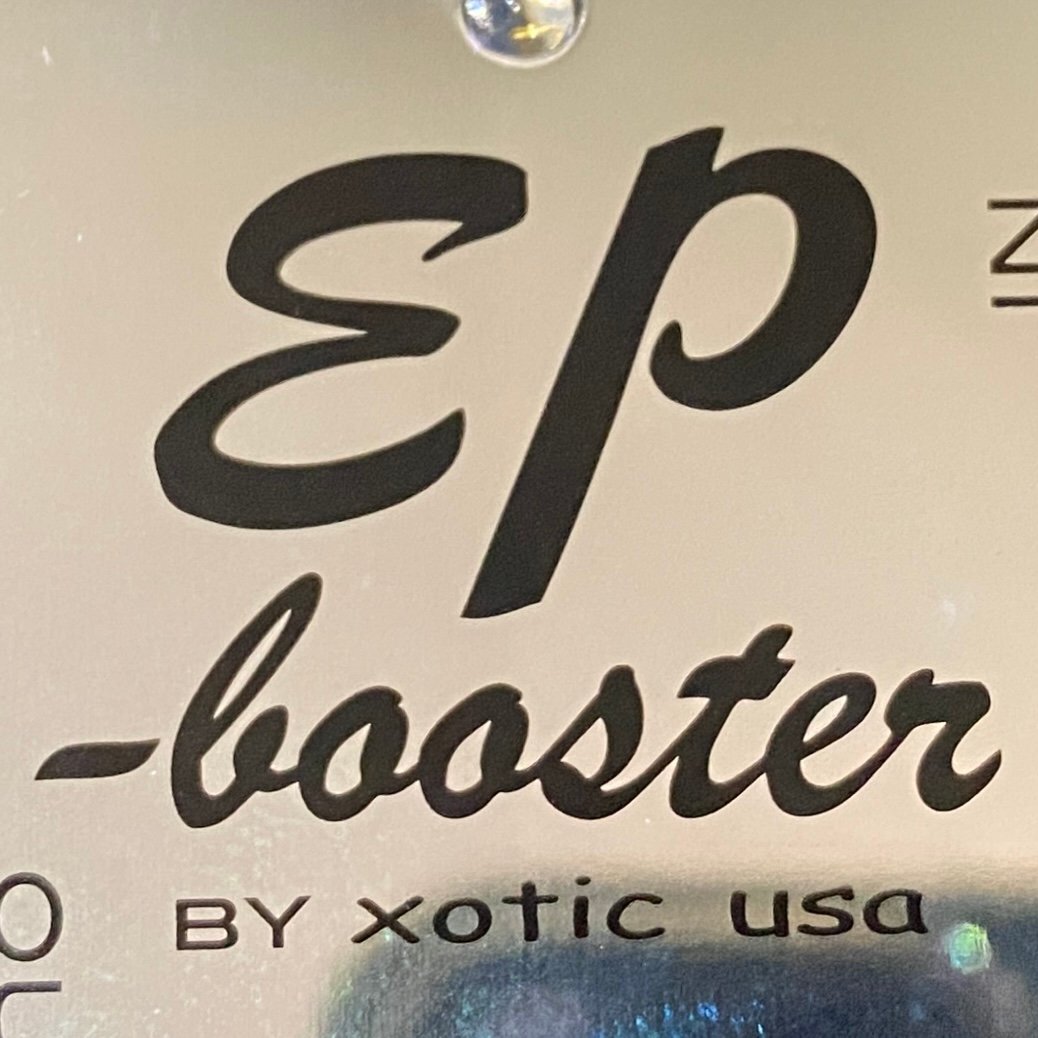 Ep
-booster
BY xotic usa